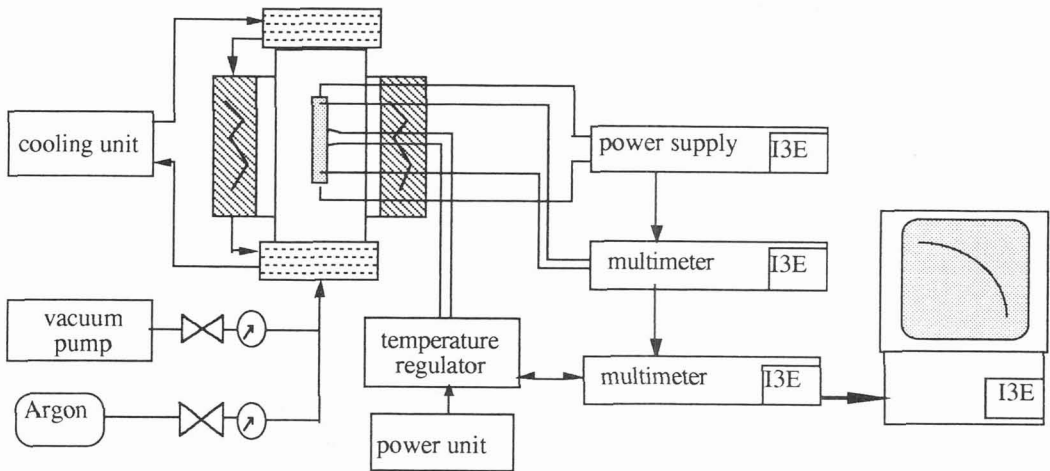 cooling unit
power supply
I3E
multimeter
I3E
vacuum
pump
temperature
regulator
multimeter
I3E
I3E
Argon
power unit